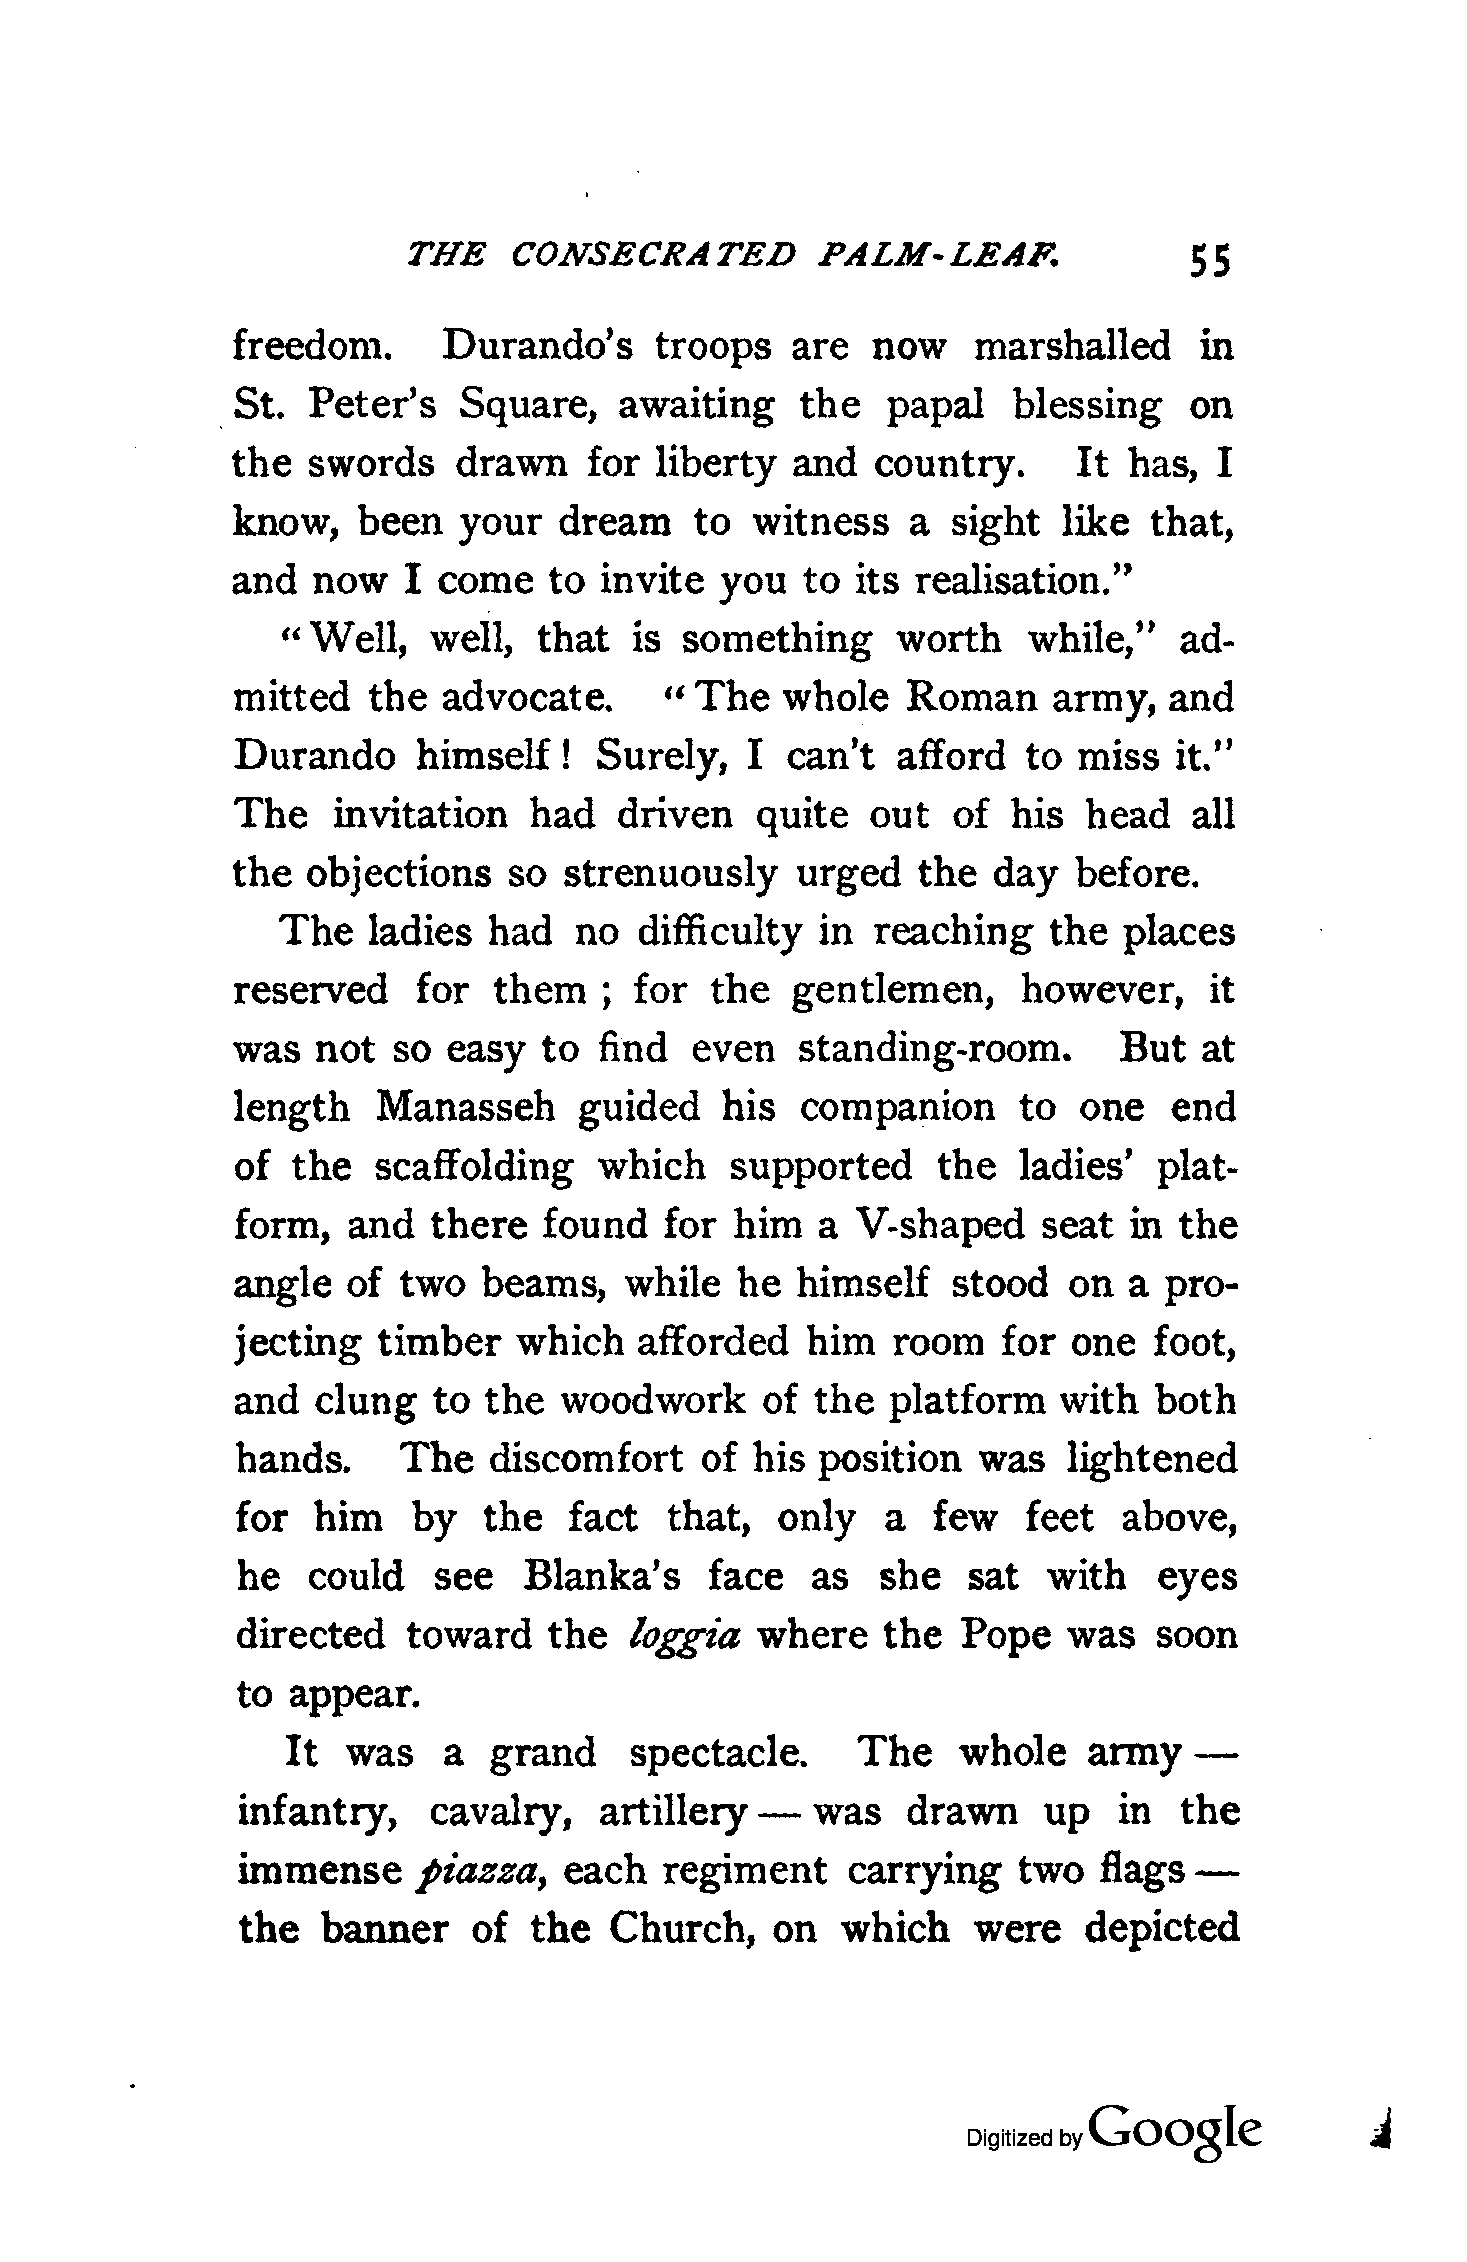 THE CONSECRATED PALM-LEAF. 55
freedom. Durando's troops are now marshalled in
St. Peter's Square, awaiting the papal blessing on
the swords drawn for liberty and country. It has, I
know, been your dream to witness a sight like that,
and now I come to invite you to its realisation."
"Well, well, that is something worth while," ad-
mitted the advocate. "The whole Roman army, and
Durando himself! Surely, I can't afford to miss it."
The invitation had driven quite out of his head all
the objections so strenuously urged the day before.
The ladies had no difficulty in reaching the places
reserved for them; for the gentlemen, however, it
was not so easy to find even standing-room. But at
length Manasseh guided his companion to one end
of the scaffolding which supported the ladies' plat-
form, and there found for him a V-shaped seat in the
angle of two beams, while he himself stood on a pro-
jecting timber which afforded him room for one foot,
and clung to the woodwork of the platform with both
hands. The discomfort of his position was lightened
for him by the fact that, only a few feet above,
he could see Blanka's face as she sat with eyes
directed toward the loggia where the Pope was soon
to appear.
It was a grand spectacle. The whole army —
infantry, cavalry, artillery — was drawn up in the
immense piazza, each regiment carrying two flags —
the banner of the Church, on which were depicted
Digitized by Google